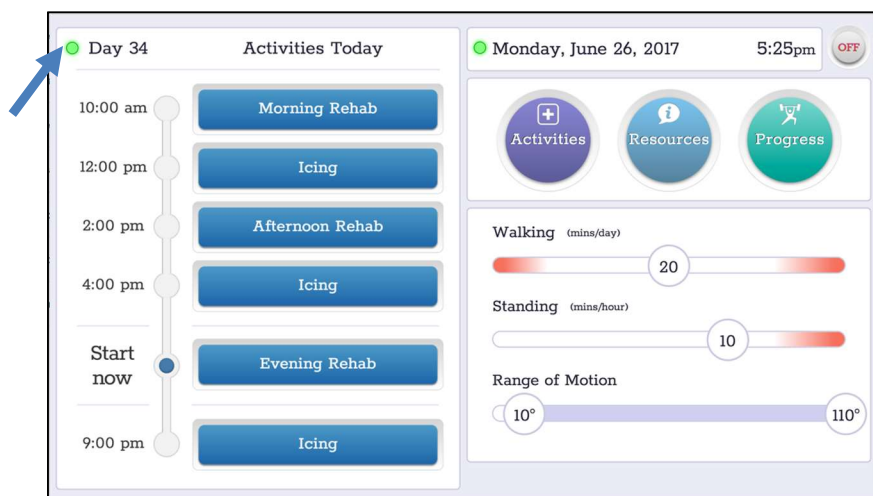 Day 34 Activities Today
10:00 am Morning Rehab
12:00 pm Icing
2:00 pm Afternoon Rehab
4:00 pm Icing
Start
now
Evening Rehab
9:00 pm Icing
Monday, June 26, 2017 5:25pm OFF
Activities Resources Progress
Walking (mins/day)
20
Standing (mins/hour)
10
Range of Motion
10° 110°